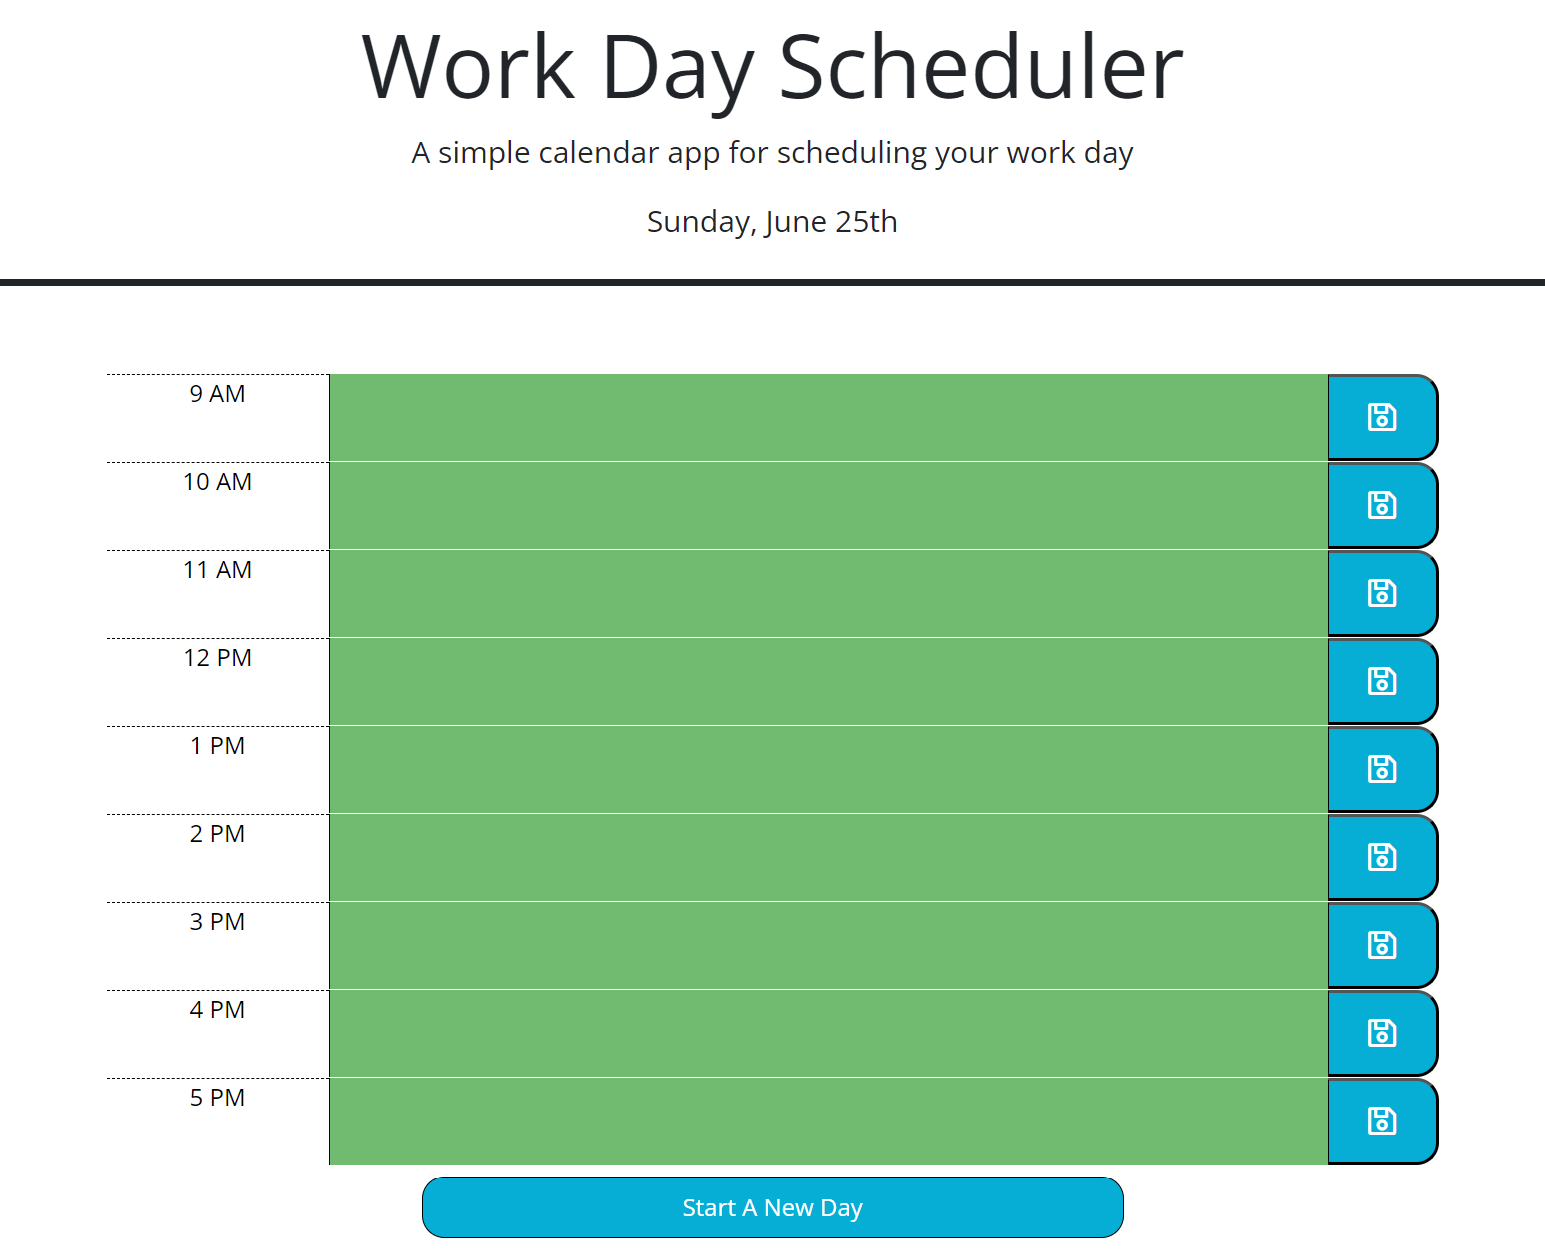 Work Day Scheduler
A simple calendar app for scheduling your work day
Sunday, June 25th
9 AM
10 AM
11 AM
12 PM
1 PM
2 PM
3 PM
4 PM
5 PM
Start A New Day